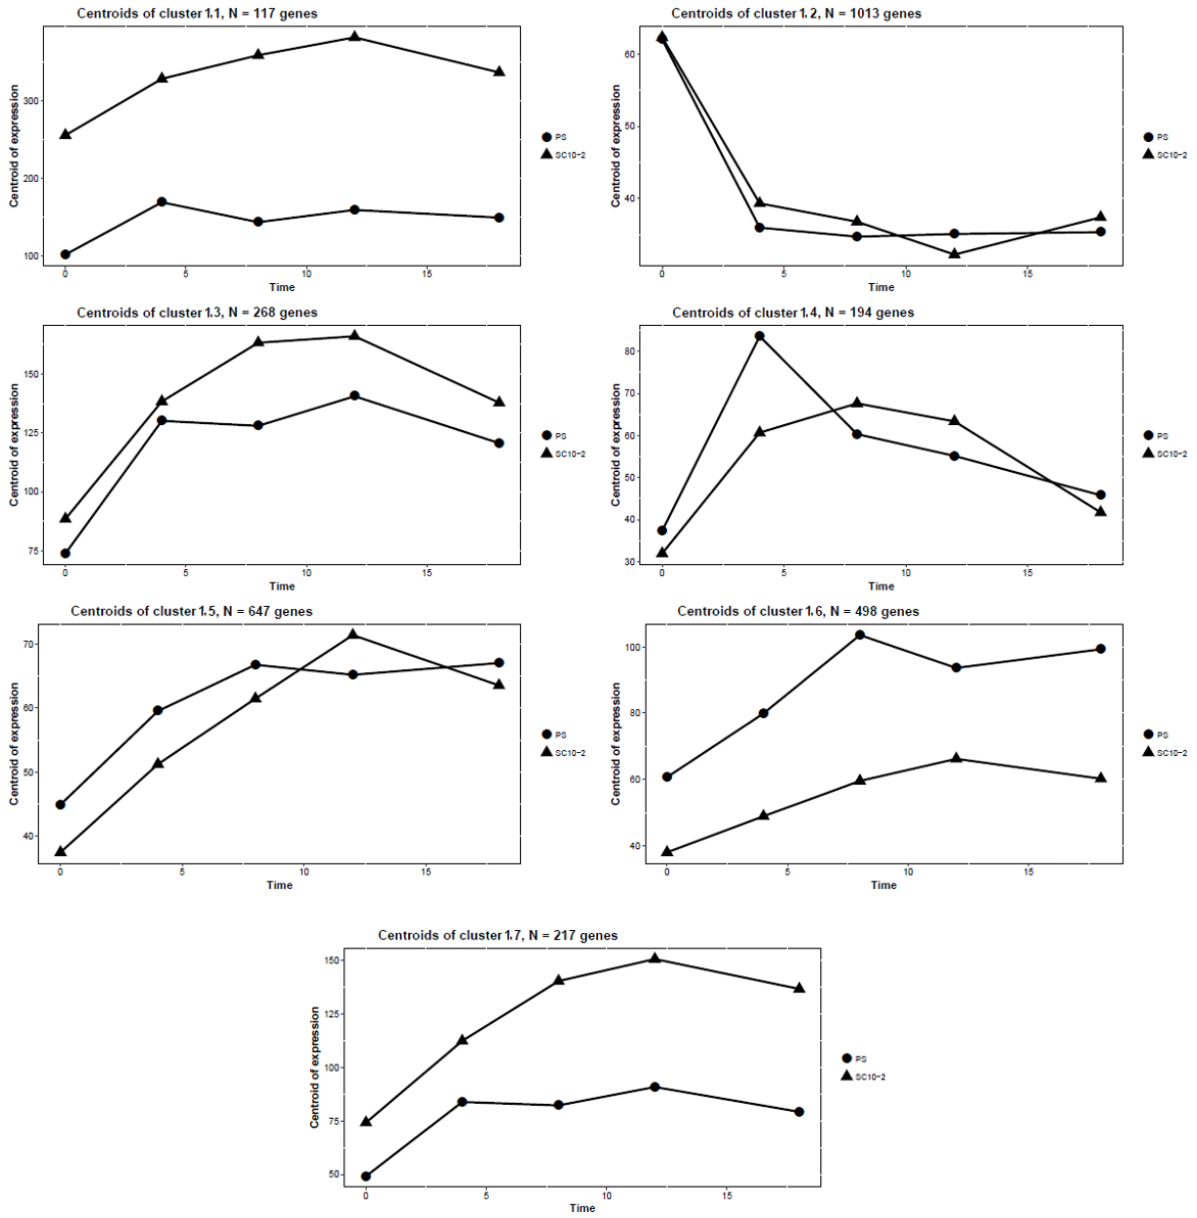 Centroids of cluster 1.1, N = 117 genes
Centroid of expression
300
200
100
0 5 10 15
Time
PS
SC10-2
Centroids of cluster 1.2, N = 1013 genes
Centroid of expression
60
50
40
0 5 10 15
Time
PS
SC10-2
Centroids of cluster 1.3, N = 268 genes
Centroid of expression
150
125
100
75
0 5 10 15
Time
PS
SC10-2
Centroids of cluster 1.4, N = 194 genes
Centroid of expression
80
70
60
50
40
30
0 5 10 15
Time
PS
SC10-2
Centroids of cluster 1.5, N = 647 genes
Centroid of expression
70
60
50
40
0 5 10 15
Time
PS
SC10-2
Centroids of cluster 1.6, N = 498 genes
Centroid of expression
100
80
60
40
0 5 10 15
Time
PS
SC10-2
Centroids of cluster 1.7, N = 217 genes
Centroid of expression
150
125
100
75
50
0 5 10 15
Time
PS
SC10-2